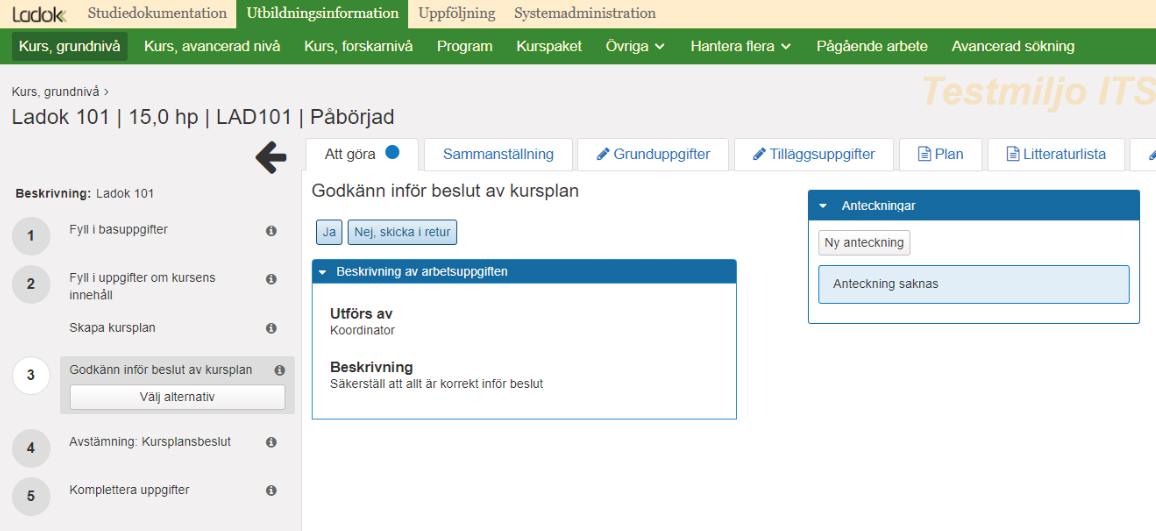 Ladok Studiedokumentation Utbildningsinformation Uppföljning Systemadministration
Kurs, grundnivå Kurs, avancerad nivå Kurs, forskarnivå Program Kurspaket Övriga Hantera flera Pågående arbete Avancerad sökning
Testmiljo ITS
Kurs, grundnivå ›
Ladok 101 | 15,0 hp | LAD101 | Påbörjad
Att göra Sammanställning Grunduppgifter Tilläggsuppgifter Plan Litteraturlista
Beskrivning: Ladok 101
1 Fyll i basuppgifter
2 Fyll i uppgifter om kursens
innehåll
Skapa kursplan
3 Godkänn inför beslut av kursplan
Välj alternativ
4 Avstämning: Kursplansbeslut
5 Komplettera uppgifter
Godkänn inför beslut av kursplan
Ja Nej, skicka i retur
Beskrivning av arbetsuppgiften
Utförs av
Koordinator
Beskrivning
Säkerställ att allt är korrekt inför beslut
Anteckningar
Ny anteckning
Anteckning saknas